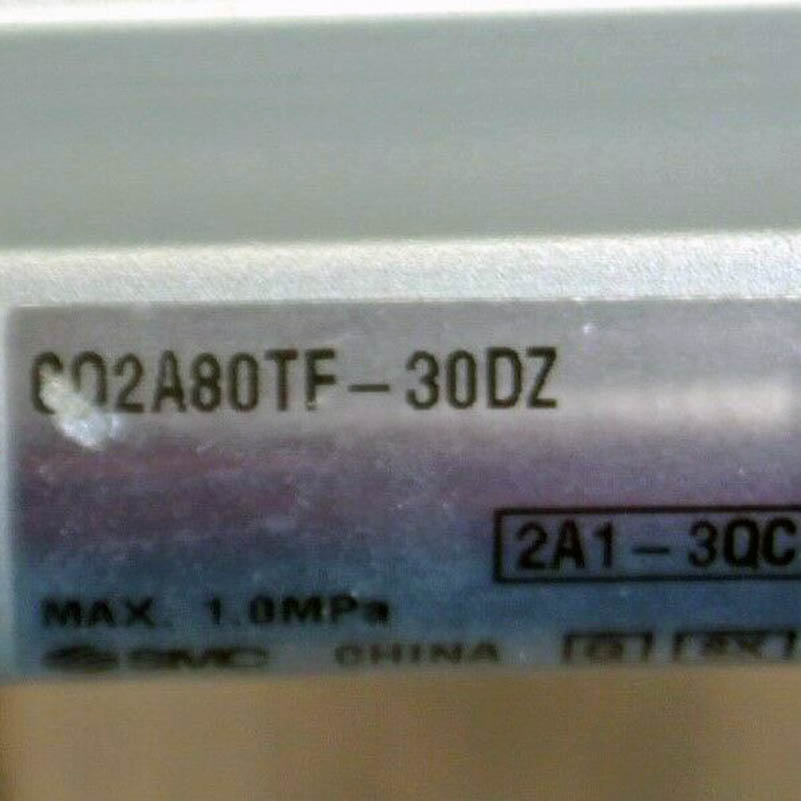 CQ2A80TF-30DZ
2A1-3QC
MAX. 1.0MPa
SMC CHINA